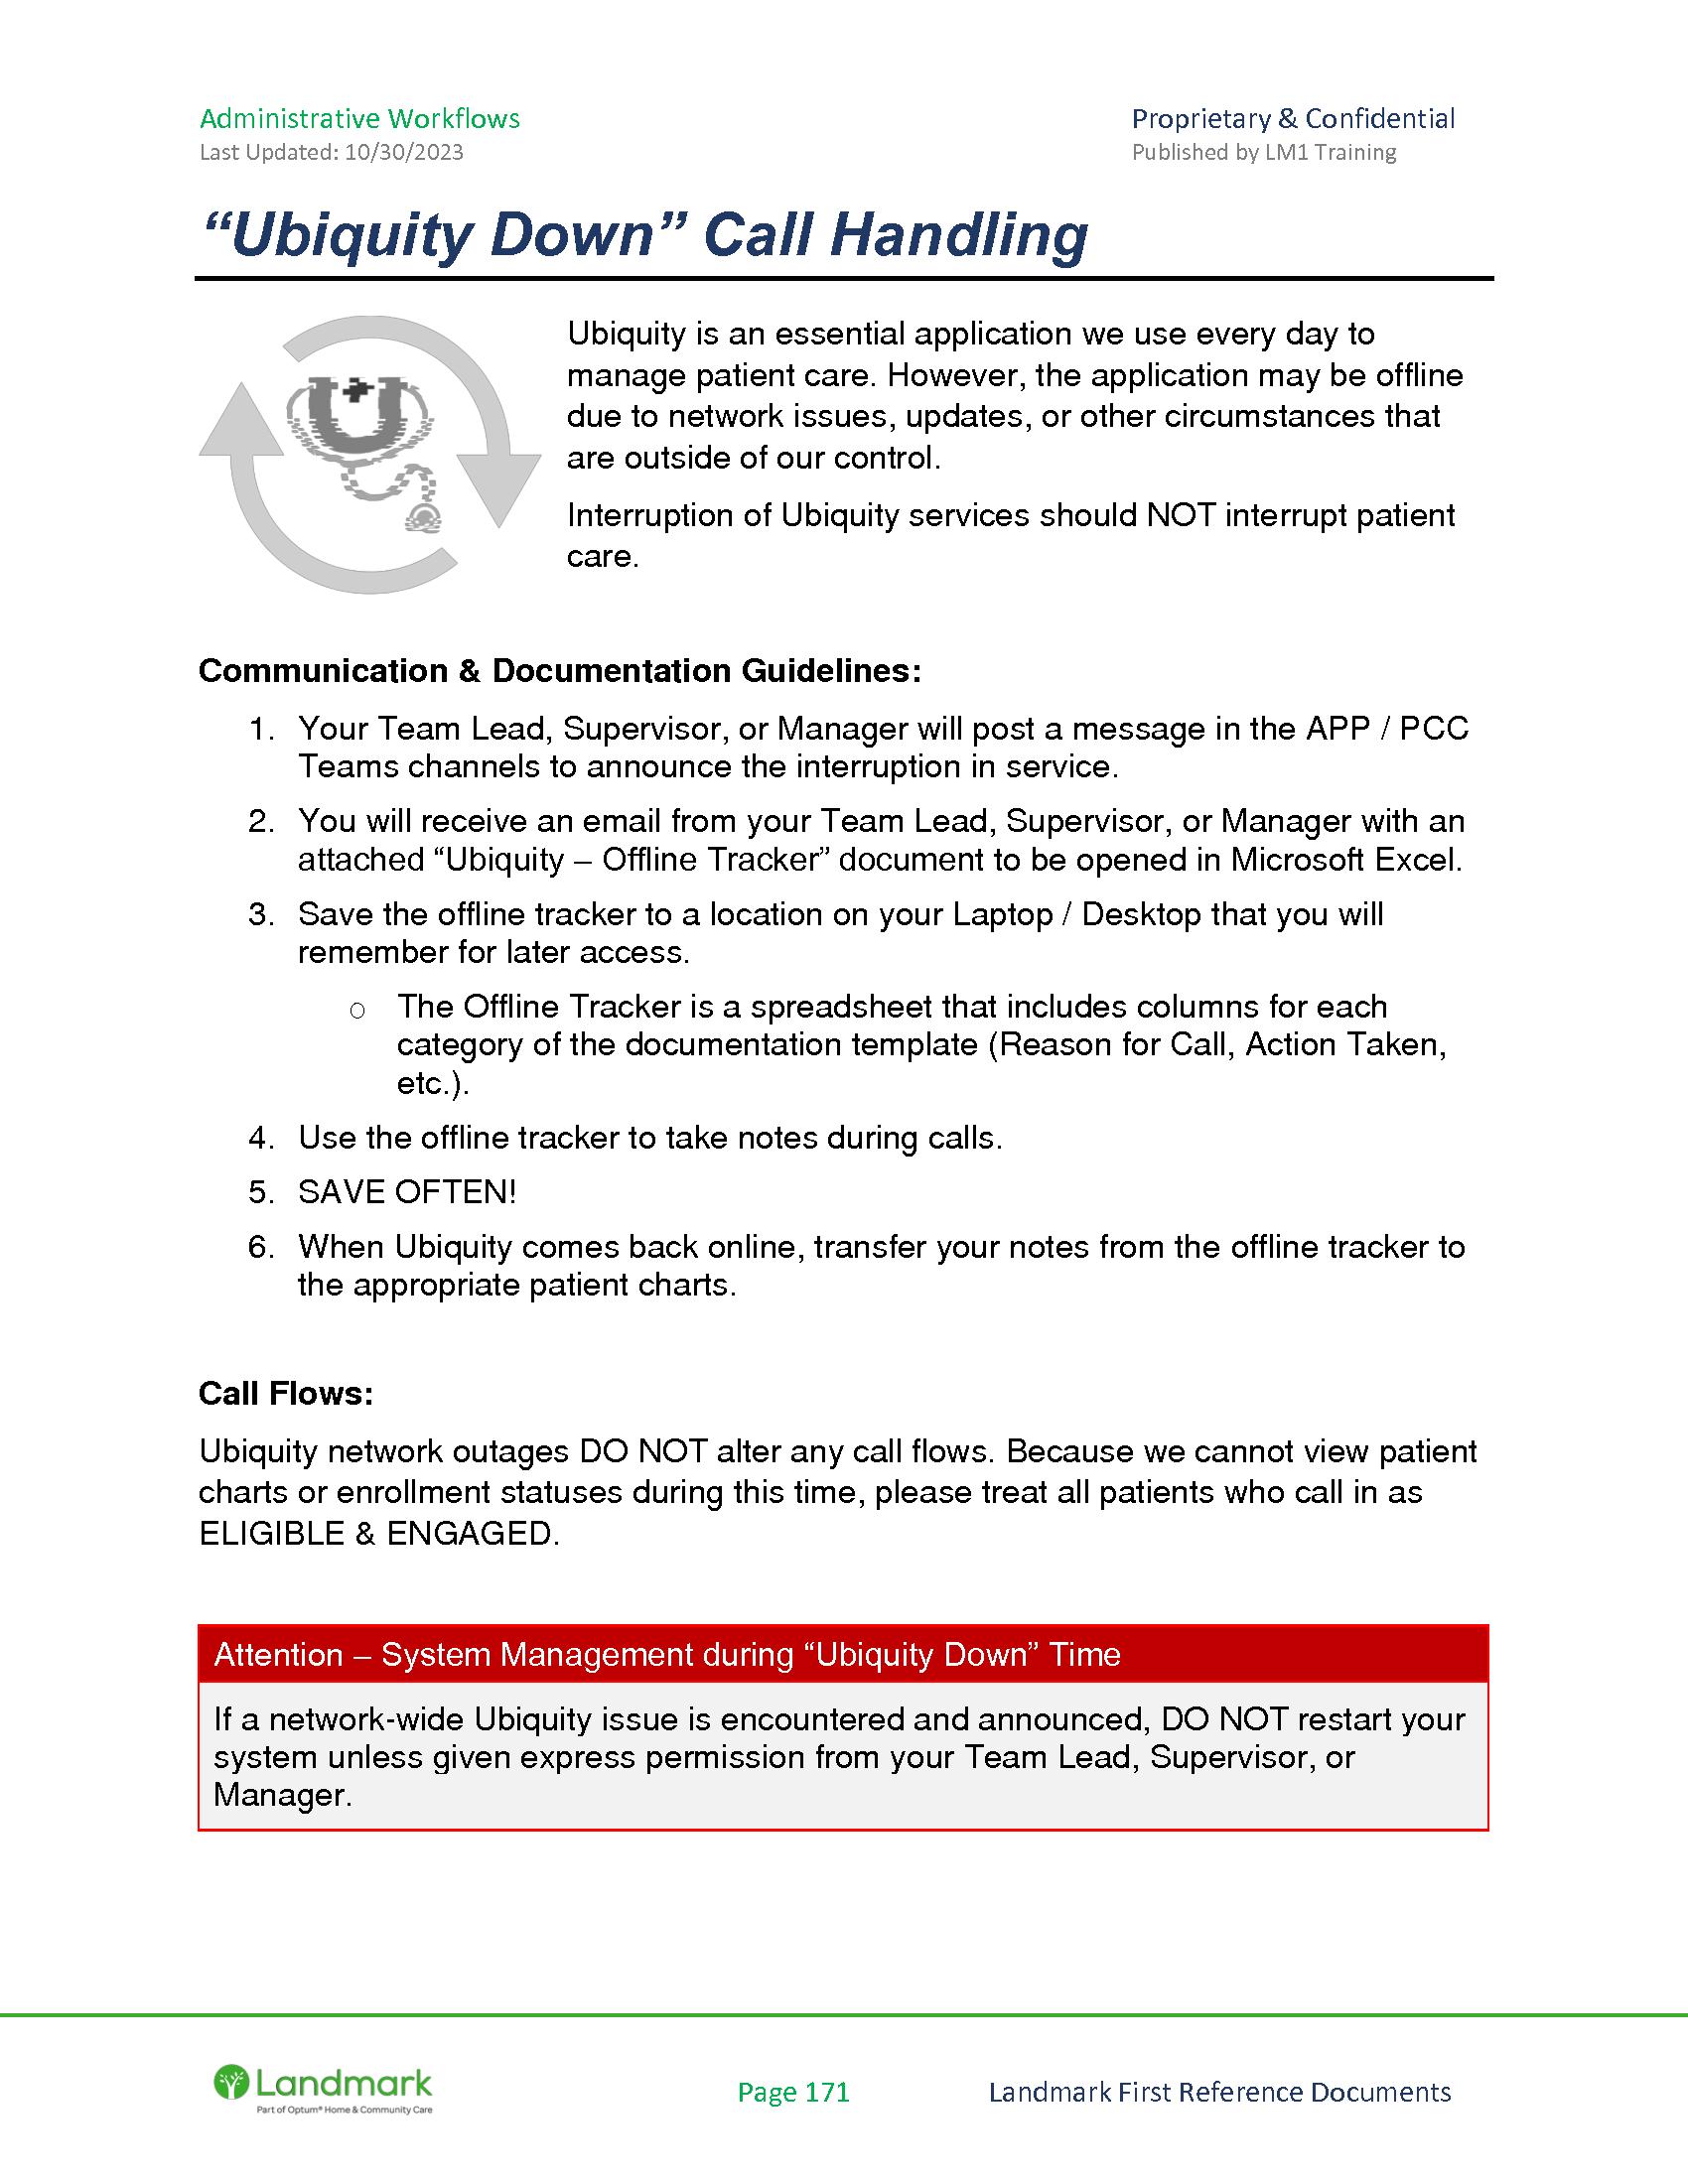 Administrative Workflows
Proprietary & Confidential
Last Updated: 10/30/2023
Published by LM1 Training
“Ubiquity Down” Call Handling
Ubiquity is an essential application we use every day to
manage patient care. However, the application may be offline
due to network issues, updates, or other circumstances that
are outside of our control.
Interruption of Ubiquity services should NOT interrupt patient
care.
Communication & Documentation Guidelines:
1. Your Team Lead, Supervisor, or Manager will post a message in the APP / PCC
Teams channels to announce the interruption in service.
2. You will receive an email from your Team Lead, Supervisor, or Manager with an
attached “Ubiquity – Offline Tracker” document to be opened in Microsoft Excel.
3. Save the offline tracker to a location on your Laptop / Desktop that you will
remember for later access.
o The Offline Tracker is a spreadsheet that includes columns for each
category of the documentation template (Reason for Call, Action Taken,
etc.).
4. Use the offline tracker to take notes during calls.
5. SAVE OFTEN!
6. When Ubiquity comes back online, transfer your notes from the offline tracker to
the appropriate patient charts.
Call Flows:
Ubiquity network outages DO NOT alter any call flows. Because we cannot view patient
charts or enrollment statuses during this time, please treat all patients who call in as
ELIGIBLE & ENGAGED.
Attention – System Management during “Ubiquity Down” Time
If a network-wide Ubiquity issue is encountered and announced, DO NOT restart your
system unless given express permission from your Team Lead, Supervisor, or
Manager.
Landmark
Part of Optum® Home & Community Care
Page 171
Landmark First Reference Documents